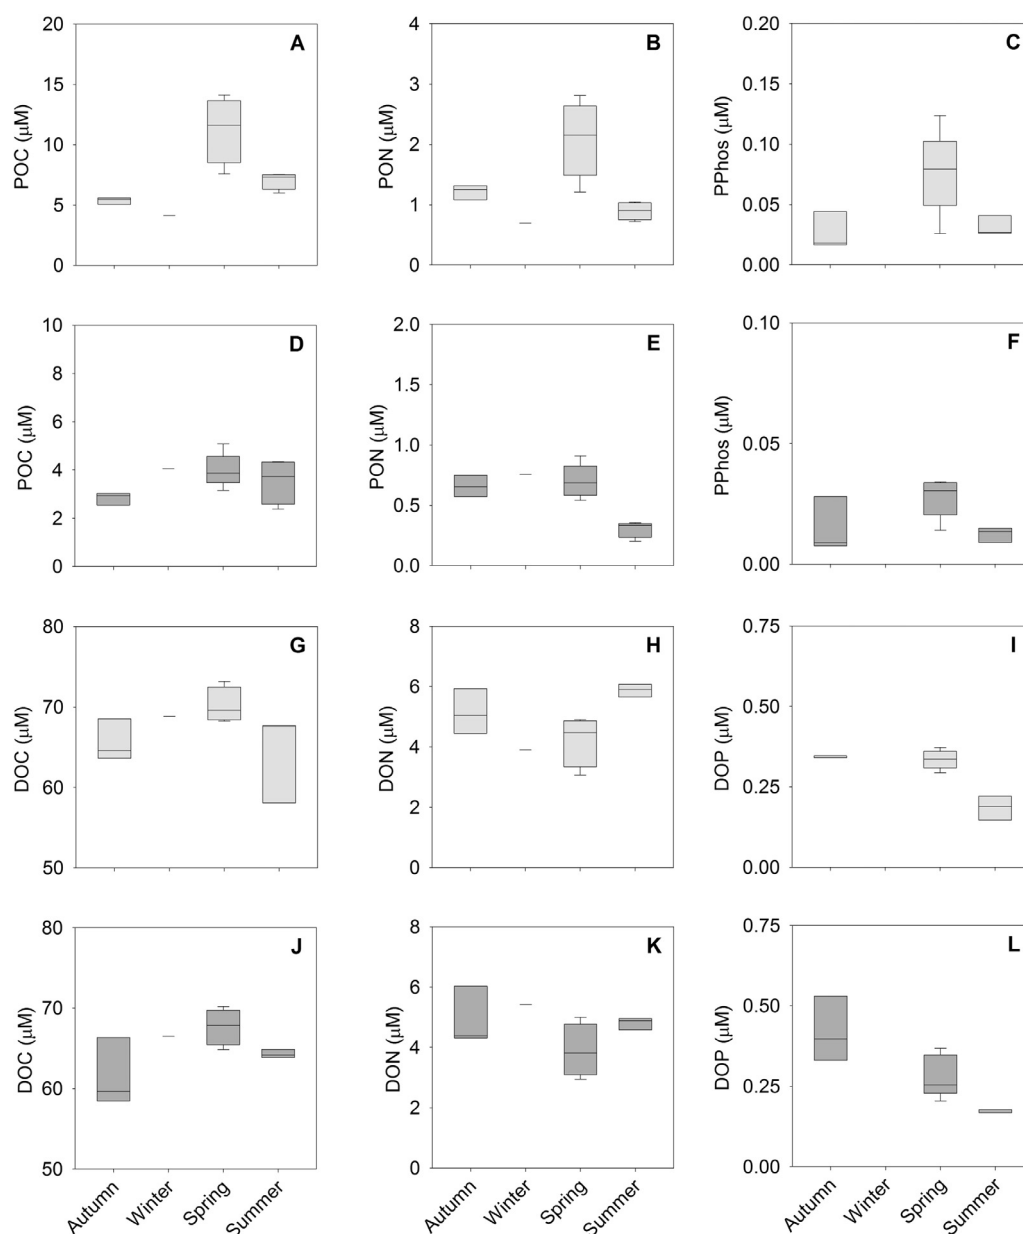 A
20
15
10
5
0
POC (μM)
B
4
3
2
1
0
PON (μM)
C
0.20
0.15
0.10
0.05
0.00
PPhos (μM)
D
10
8
6
4
2
0
POC (μM)
E
2.0
1.5
1.0
0.5
0.0
PON (μM)
F
0.10
0.05
0.00
PPhos (μM)
G
80
70
60
50
DOC (μM)
H
8
6
4
2
0
DON (μM)
I
0.75
0.50
0.25
0.00
DOP (μM)
J
80
70
60
50
DOC (μM)
Autumn
Winter
Spring
Summer
K
8
6
4
2
0
DON (μM)
Autumn
Winter
Spring
Summer
L
0.75
0.50
0.25
0.00
DOP (μM)
Autumn
Winter
Spring
Summer